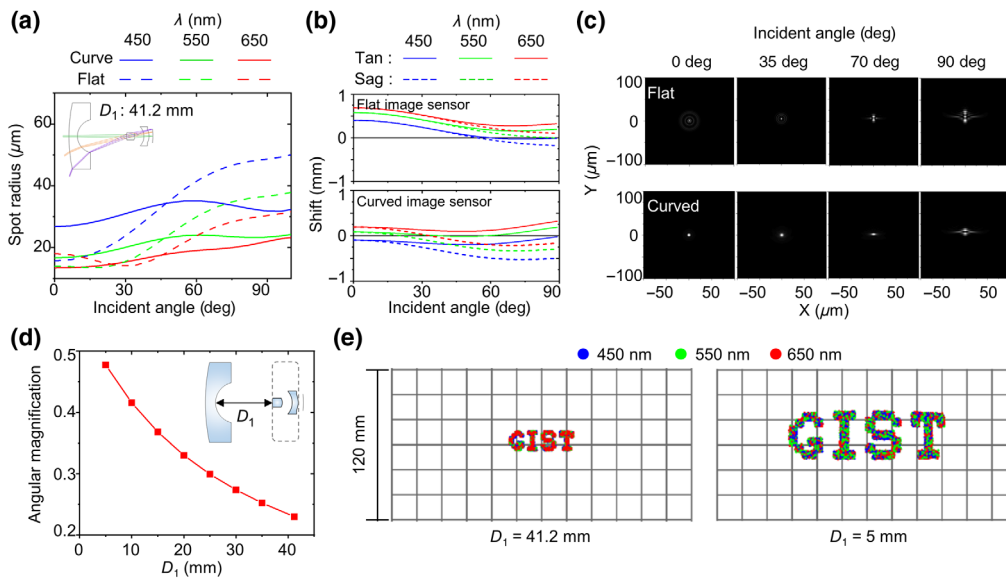 (a)
λ (nm)
450 550 650
Curve
Flat
D1 : 41.2 mm
Spot radius (µm)
60
40
20
0 30 60 90
Incident angle (deg)
(b)
λ (nm)
450 550 650
Tan :
Sag :
Flat image sensor
1
0
−1
Curved image sensor
1
0
−1
Shift (mm)
0 30 60 90
Incident angle (deg)
(c)
Incident angle (deg)
0 deg 35 deg 70 deg 90 deg
Flat
100
0
−100
Curved
100
0
−100
Y (µm)
−50 50 −50 50 −50 50 −50 50
X (µm)
(d)
Angular magnification
0.5
0.4
0.3
0.2
D1
0 10 20 30 40
D1 (mm)
(e)
450 nm 550 nm 650 nm
120 mm
GIST
GIST
D1 = 41.2 mm
D1 = 5 mm